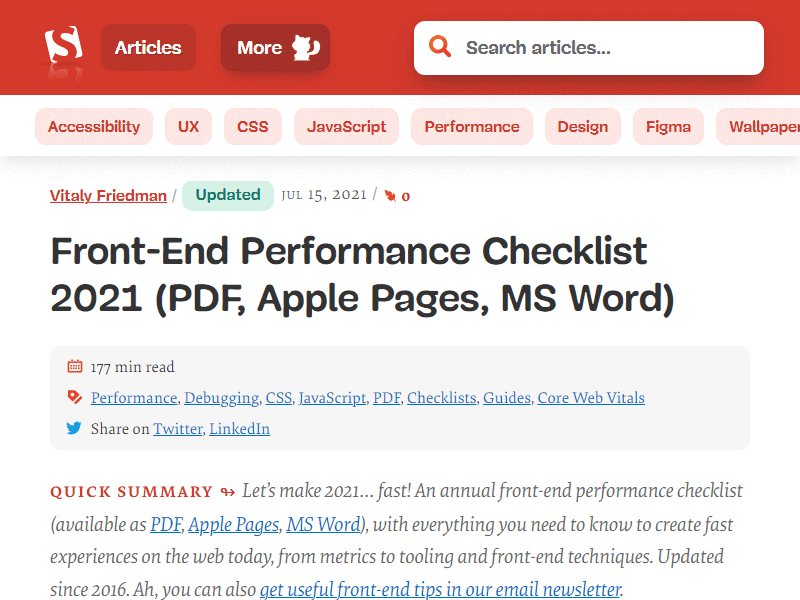 Articles
More
Search articles...
Accessibility
UX
CSS
JavaScript
Performance
Design
Figma
Wallpaper
Vitaly Friedman / Updated JUL 15, 2021 / 0
Front-End Performance Checklist
2021 (PDF, Apple Pages, MS Word)
177 min read
Performance, Debugging, CSS, JavaScript, PDF, Checklists, Guides, Core Web Vitals
Share on Twitter, LinkedIn
QUICK SUMMARY ↬ Let’s make 2021… fast! An annual front-end performance checklist
(available as PDF, Apple Pages, MS Word), with everything you need to know to create fast
experiences on the web today, from metrics to tooling and front-end techniques. Updated
since 2016. Ah, you can also get useful front-end tips in our email newsletter.